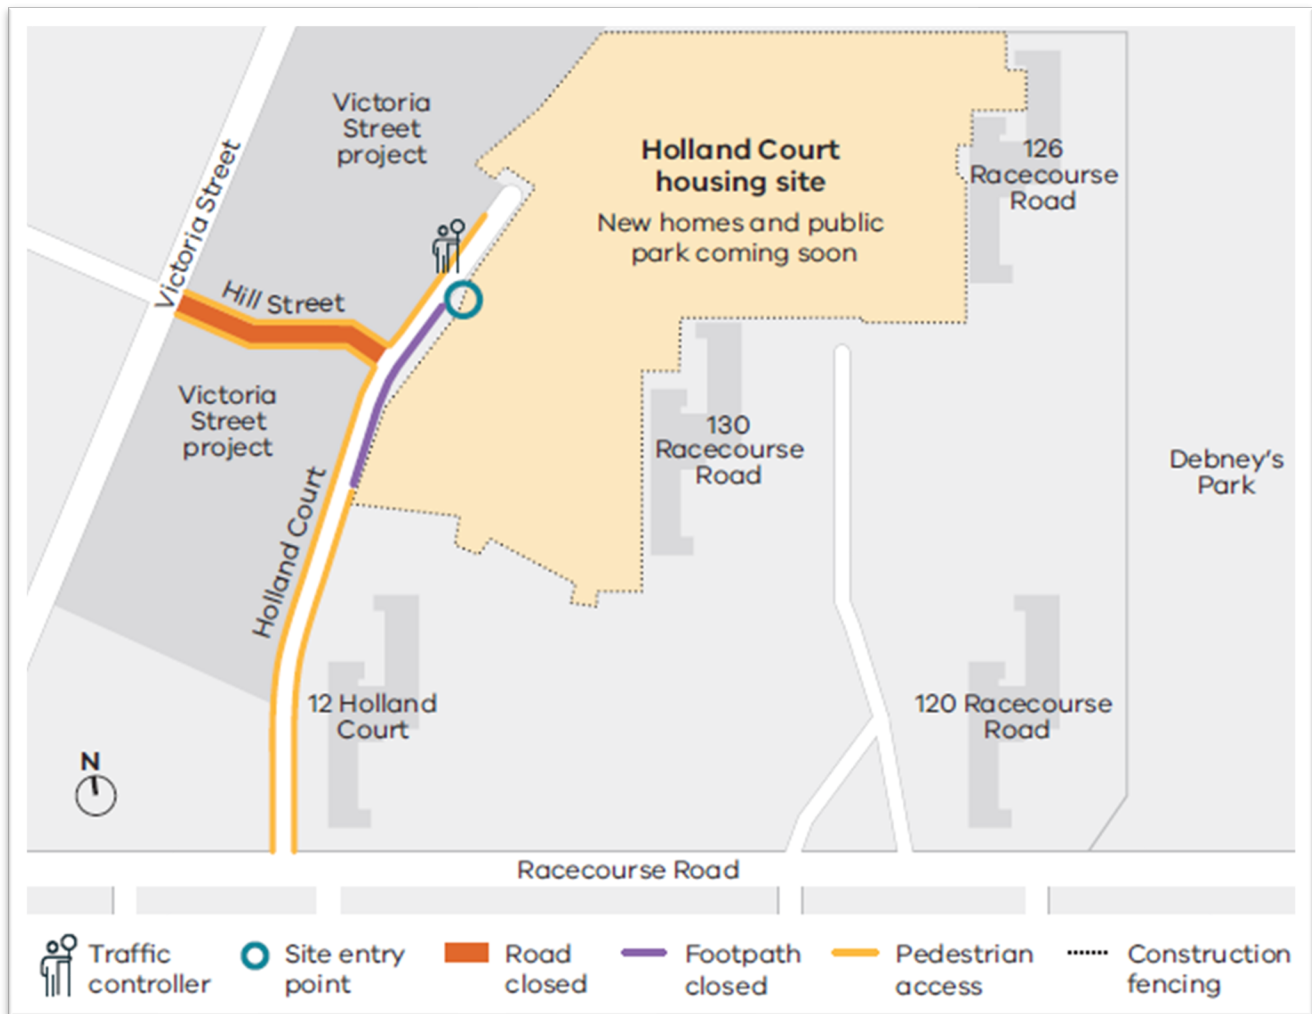 Victoria
Street
project
Victoria Street
Hill Street
Holland Court
housing site
New homes and public
park coming soon
126
Racecourse
Road
Victoria
Street
project
130
Racecourse
Road
Debney's
Park
Holland Court
12 Holland
Court
120 Racecourse
Road
N
Racecourse Road
Traffic
controller
Site entry
point
Road
closed
Footpath
closed
Pedestrian
access
Construction
fencing